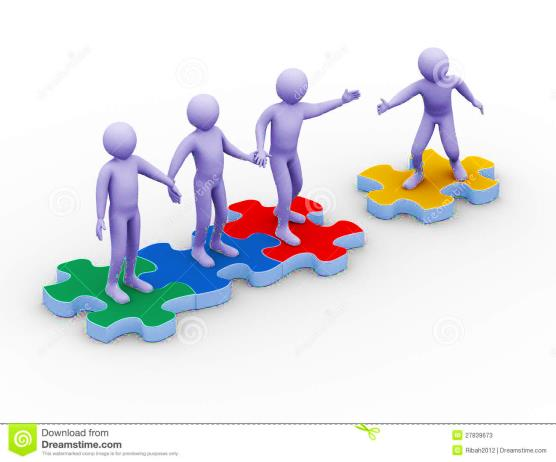 Download from
Dreamstime.com
This watermarked comp image is for previewing purposes only.
27839673
Ribah2012 | Dreamstime.com